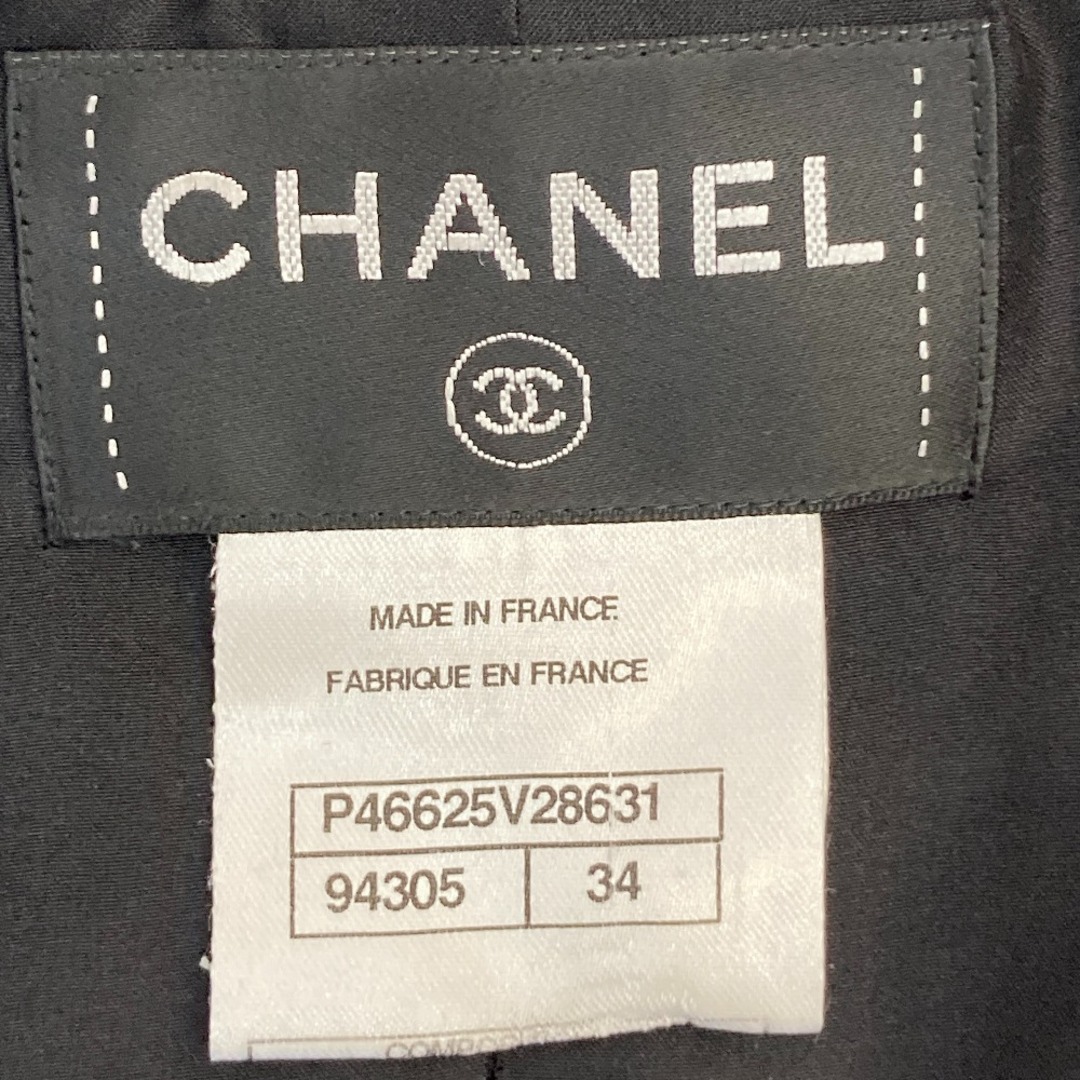 CHANEL
MADE IN FRANCE
FABRIQUE EN FRANCE
P46625V28631
94305 34